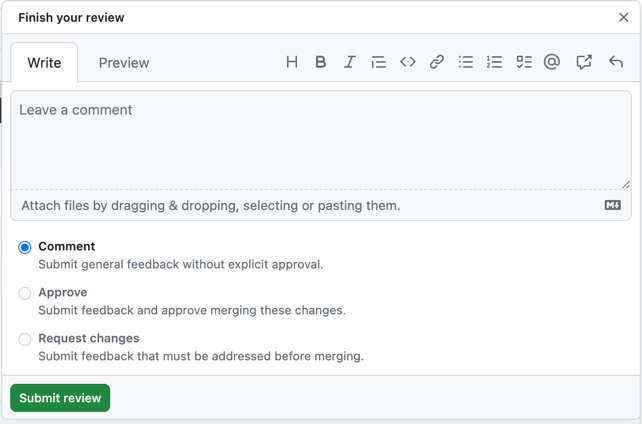 Finish your review
Write
Preview
H B I
Leave a comment
Attach files by dragging & dropping, selecting or pasting them.
Comment
Submit general feedback without explicit approval.
Approve
Submit feedback and approve merging these changes.
Request changes
Submit feedback that must be addressed before merging.
Submit review